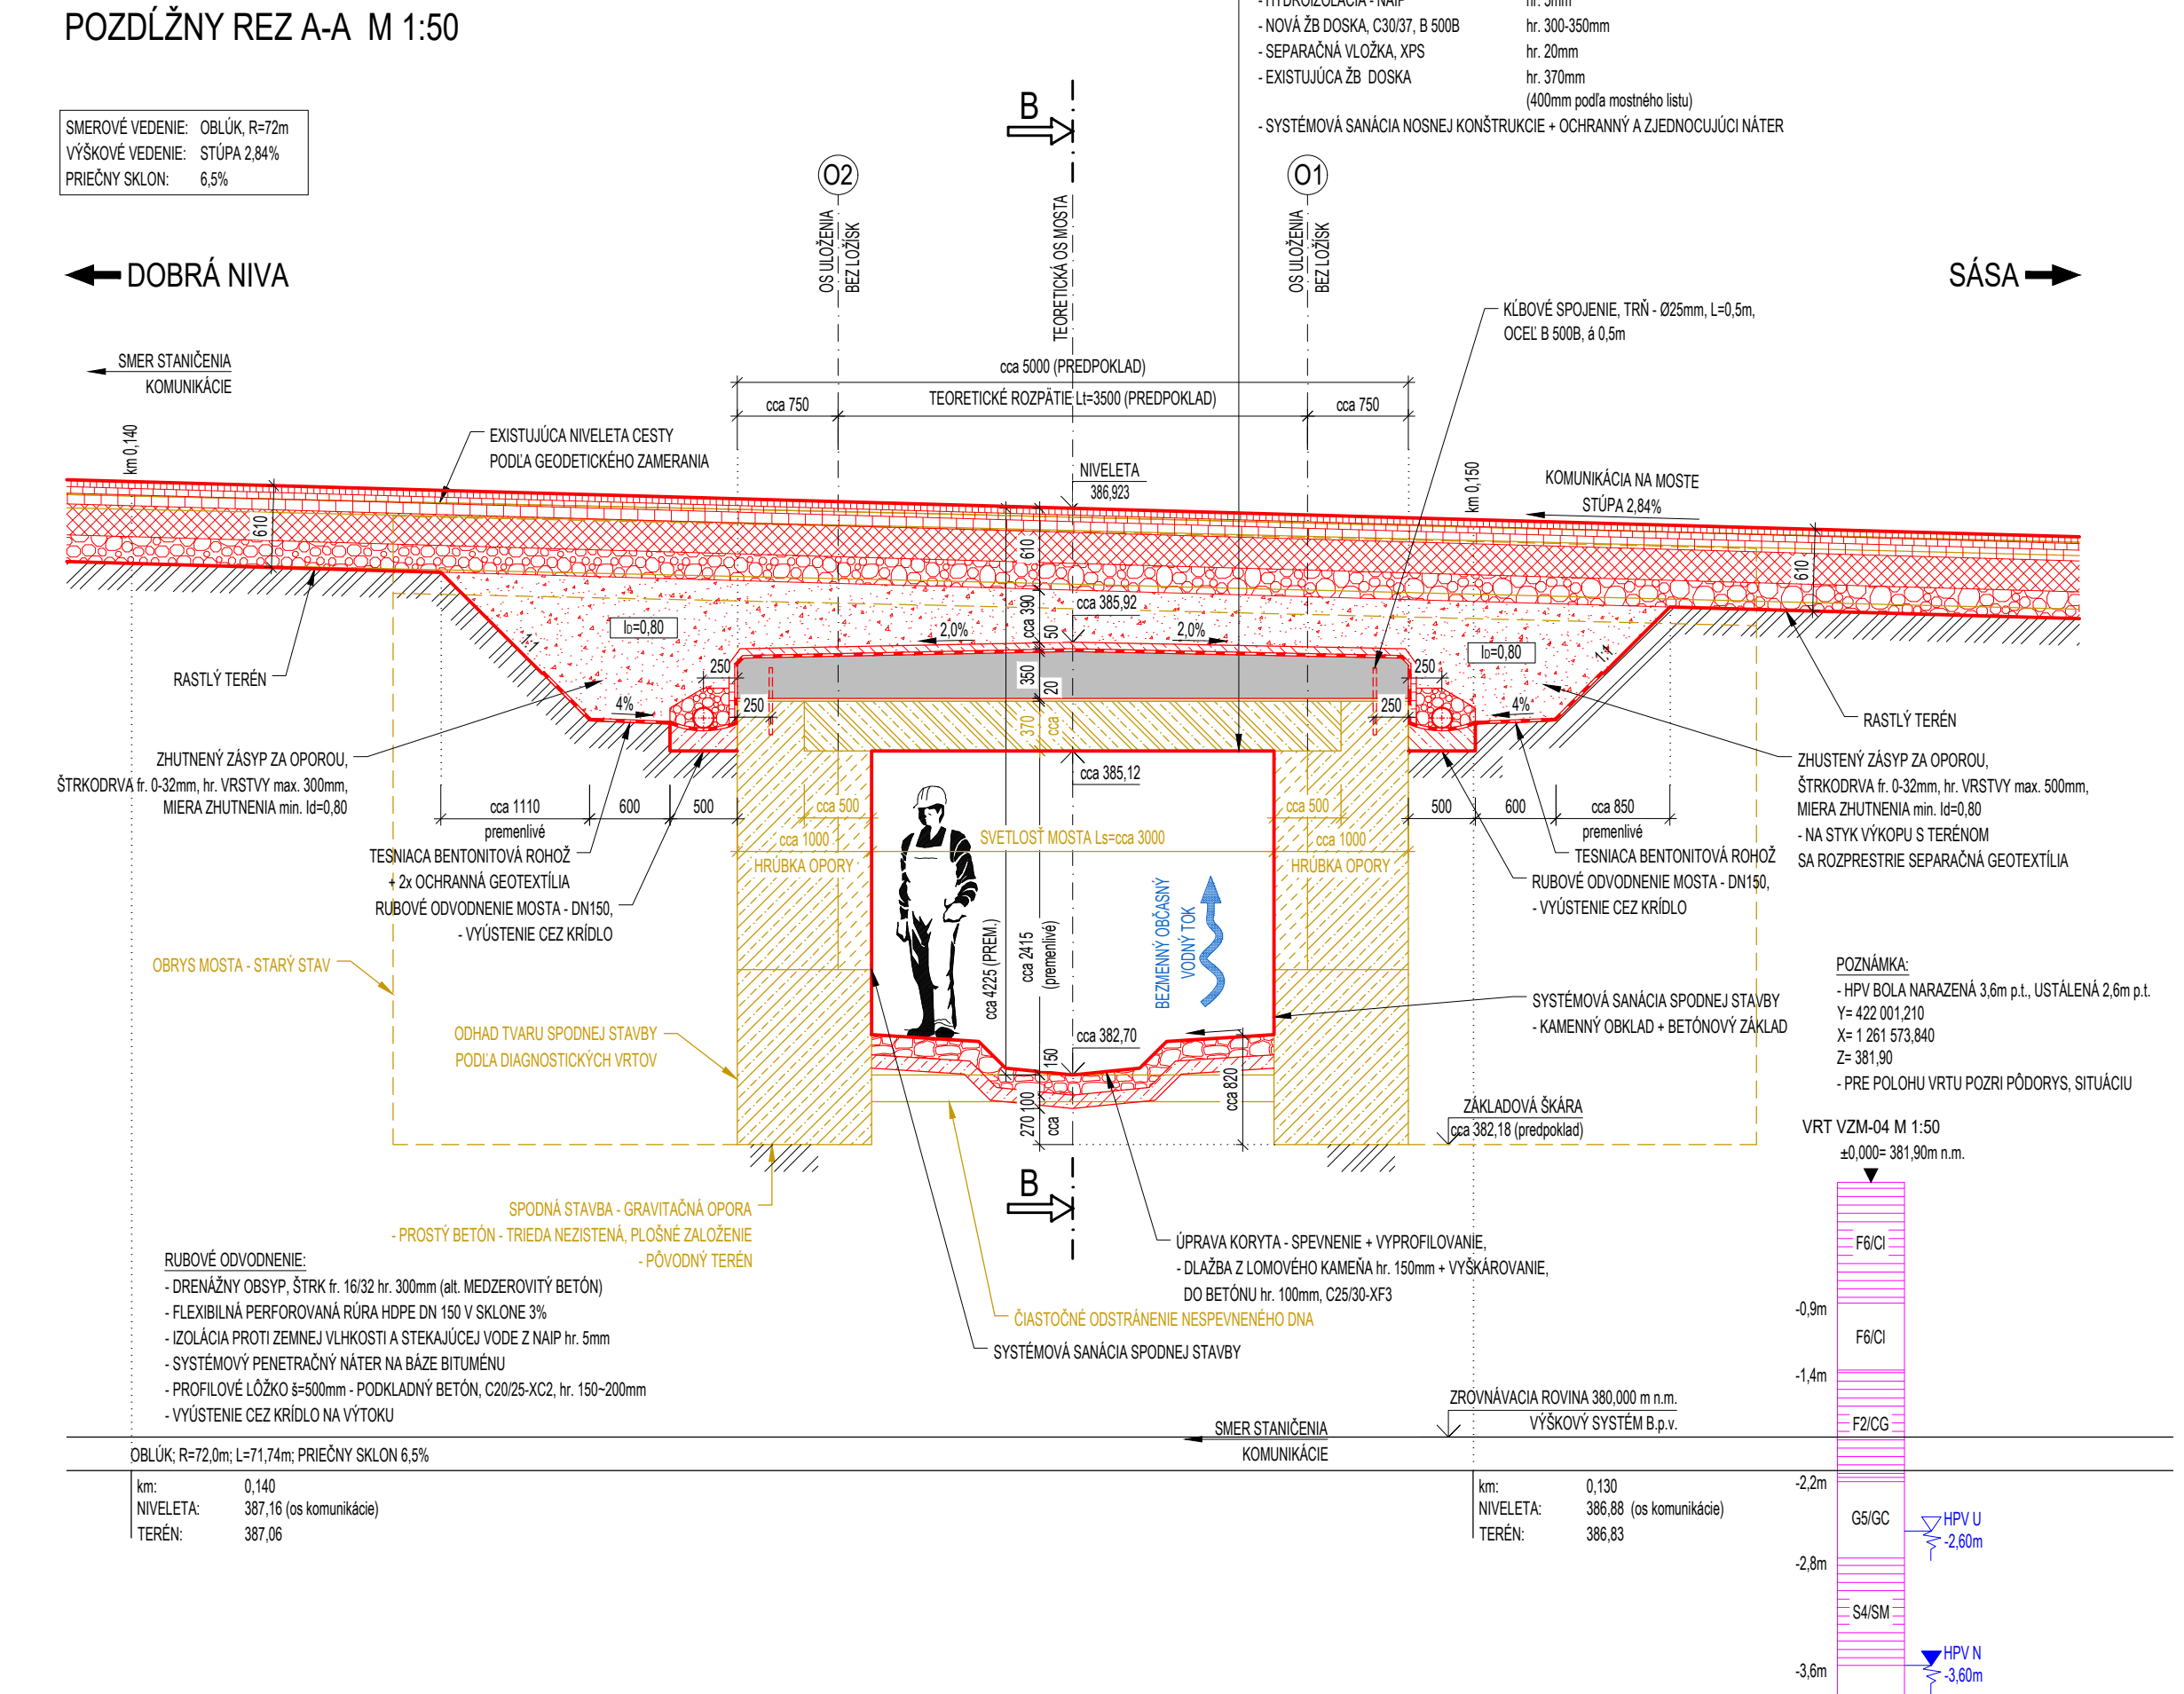 POZDĹŽNY REZ A-A M 1:50
- HYDROIZOLÁCIA - NAIP hr. 5mm
- NOVÁ ŽB DOSKA, C30/37, B 500B hr. 300-350mm
- SEPARAČNÁ VLOŽKA, XPS hr. 20mm
- EXISTUJÚCA ŽB DOSKA hr. 370mm
(400mm podľa mostného listu)
- SYSTÉMOVÁ SANÁCIA NOSNEJ KONŠTRUKCIE + OCHRANNÝ A ZJEDNOCUJÚCI NÁTER
SMEROVÉ VEDENIE: OBLÚK, R=72m
VÝŠKOVÉ VEDENIE: STÚPA 2,84%
PRIEČNY SKLON: 6,5%
B
O2
O1
OS ULOŽENIA
BEZ LOŽÍSK
TEORETICKÁ OS MOSTA
OS ULOŽENIA
BEZ LOŽÍSK
DOBRÁ NIVA
SÁSA
KĹBOVÉ SPOJENIE, TRŇ - Ø25mm, L=0,5m,
OCEĽ B 500B, á 0,5m
SMER STANIČENIA
KOMUNIKÁCIE
cca 5000 (PREDPOKLAD)
cca 750
TEORETICKÉ ROZPÄTIE Lt=3500 (PREDPOKLAD)
cca 750
km 0,140
EXISTUJÚCA NIVELETA CESTY
PODĽA GEODETICKÉHO ZAMERANIA
NIVELETA
386,923
km 0,150
KOMUNIKÁCIA NA MOSTE
STÚPA 2,84%
610
610
610
cca 390
cca 385,92
50
2,0%
2,0%
ID=0,80
ID=0,80
1:1
1:1
350
20
250
250
250
250
4%
4%
370
cca
RASTLÝ TERÉN
RASTLÝ TERÉN
ZHUTNENÝ ZÁSYP ZA OPOROU,
ŠTRKODRVA fr. 0-32mm, hr. VRSTVY max. 300mm,
MIERA ZHUTNENIA min. Id=0,80
ZHUSTENÝ ZÁSYP ZA OPOROU,
ŠTRKODRVA fr. 0-32mm, hr. VRSTVY max. 500mm,
MIERA ZHUTNENIA min. Id=0,80
- NA STYK VÝKOPU S TERÉNOM
SA ROZPRESTRIE SEPARAČNÁ GEOTEXTÍLIA
cca 385,12
cca 1110
premenlivé
600
500
cca 500
cca 1000
HRÚBKA OPORY
SVETLOSŤ MOSTA Ls=cca 3000
cca 500
cca 1000
HRÚBKA OPORY
500
600
cca 850
premenlivé
TESNIACA BENTONITOVÁ ROHOŽ
+ 2x OCHRANNÁ GEOTEXTÍLIA
RUBOVÉ ODVODNENIE MOSTA - DN150,
- VYÚSTENIE CEZ KRÍDLO
TESNIACA BENTONITOVÁ ROHOŽ
RUBOVÉ ODVODNENIE MOSTA - DN150,
- VYÚSTENIE CEZ KRÍDLO
cca 4225 (PREM.)
cca 2415
(premenlivé)
BEZMENNÝ OBČASNÝ
VODNÝ TOK
OBRYS MOSTA - STARÝ STAV
ODHAD TVARU SPODNEJ STAVBY
PODĽA DIAGNOSTICKÝCH VRTOV
SYSTÉMOVÁ SANÁCIA SPODNEJ STAVBY
- KAMENNÝ OBKLAD + BETÓNOVÝ ZÁKLAD
cca 382,70
150
100
270
cca
cca 820
ZÁKLADOVÁ ŠKÁRA
cca 382,18 (predpoklad)
POZNÁMKA:
- HPV BOLA NARAZENÁ 3,6m p.t., USTÁLENÁ 2,6m p.t.
Y= 422 001,210
X= 1 261 573,840
Z= 381,90
- PRE POLOHU VRTU POZRI PÔDORYS, SITUÁCIU
VRT VZM-04 M 1:50
±0,000= 381,90m n.m.
B
SPODNÁ STAVBA - GRAVITAČNÁ OPORA
- PROSTÝ BETÓN - TRIEDA NEZISTENÁ, PLOŠNÉ ZALOŽENIE
- PÔVODNÝ TERÉN
ÚPRAVA KORYTA - SPEVNENIE + VYPROFILOVANIE,
- DLAŽBA Z LOMOVÉHO KAMEŇA hr. 150mm + VYŠKÁROVANIE,
DO BETÓNU hr. 100mm, C25/30-XF3
ČIASTOČNÉ ODSTRÁNENIE NESPEVNENÉHO DNA
SYSTÉMOVÁ SANÁCIA SPODNEJ STAVBY
RUBOVÉ ODVODNENIE:
- DRENÁŽNY OBSYP, ŠTRK fr. 16/32 hr. 300mm (alt. MEDZEROVITÝ BETÓN)
- FLEXIBILNÁ PERFOROVANÁ RÚRA HDPE DN 150 V SKLONE 3%
- IZOLÁCIA PROTI ZEMNEJ VLHKOSTI A STEKAJÚCEJ VODE Z NAIP hr. 5mm
- SYSTÉMOVÝ PENETRAČNÝ NÁTER NA BÁZE BITUMÉNU
- PROFILOVÉ LÔŽKO š=500mm - PODKLADNÝ BETÓN, C20/25-XC2, hr. 150~200mm
- VYÚSTENIE CEZ KRÍDLO NA VÝTOKU
F6/CI
-0,9m
F6/CI
-1,4m
F2/CG
-2,2m
G5/GC
HPV U
-2,60m
-2,8m
S4/SM
HPV N
-3,60m
-3,6m
ZROVNÁVACIA ROVINA 380,000 m n.m.
VÝŠKOVÝ SYSTÉM B.p.v.
SMER STANIČENIA
KOMUNIKÁCIE
OBLÚK; R=72,0m; L=71,74m; PRIEČNY SKLON 6,5%
km: 0,140
NIVELETA: 387,16 (os komunikácie)
TERÉN: 387,06
km: 0,130
NIVELETA: 386,88 (os komunikácie)
TERÉN: 386,83